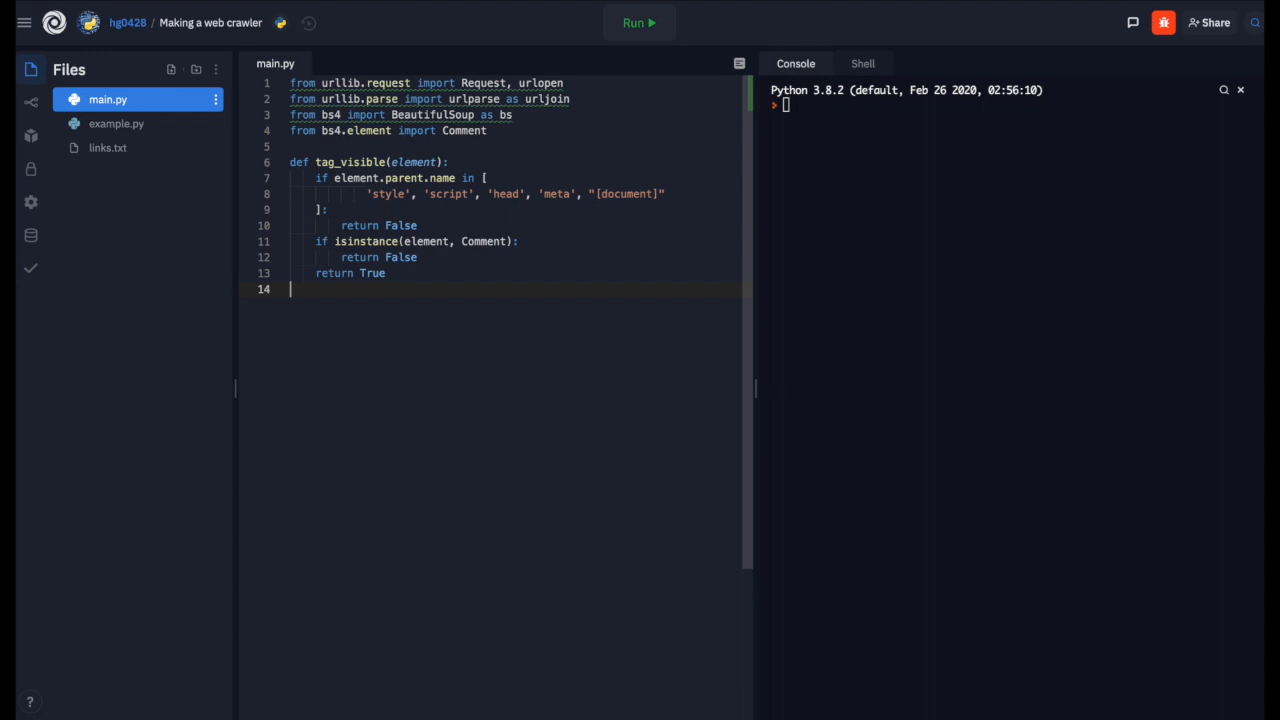 hg0428 / Making a web crawler
Run
Share
Files
main.py
example.py
links.txt
main.py
1 from urllib.request import Request, urlopen
2 from urllib.parse import urlparse as urljoin
3 from bs4 import BeautifulSoup as bs
4 from bs4.element import Comment
5
6 def tag_visible(element):
7 if element.parent.name in [
8 'style', 'script', 'head', 'meta', "[document]"
9 ]:
10 return False
11 if isinstance(element, Comment):
12 return False
13 return True
14
Console Shell
Python 3.8.2 (default, Feb 26 2020, 02:56:10)
?